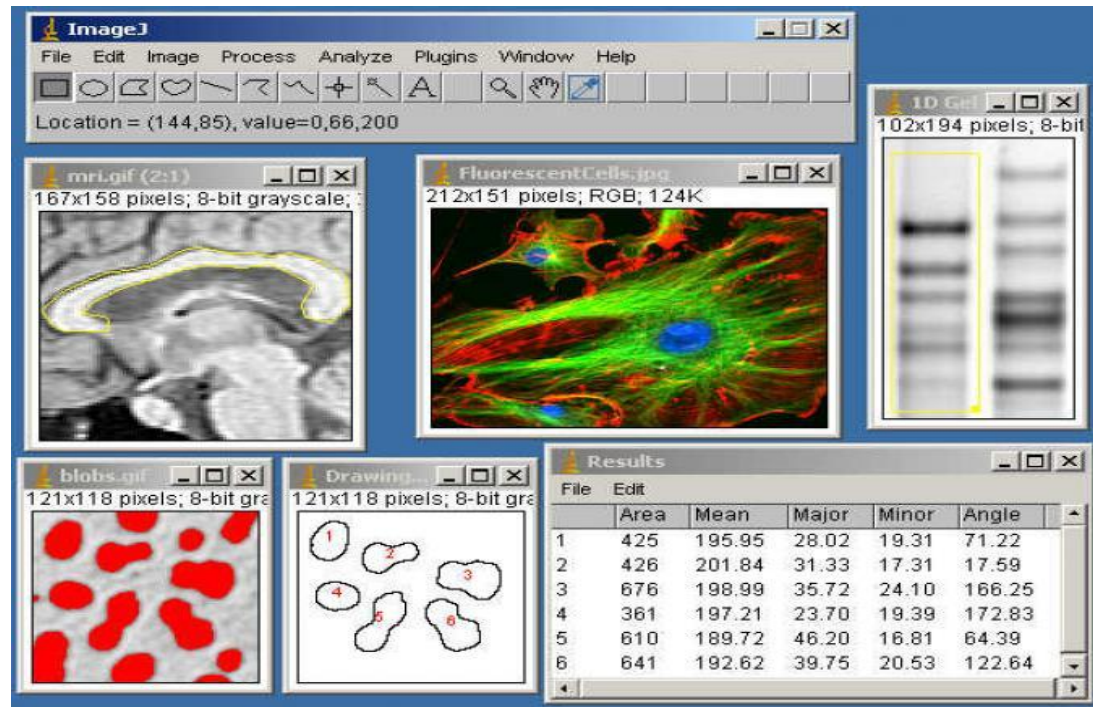 ImageJ
File Edit Image Process Analyze Plugins Window Help
A
Location = (144,85), value=0,66,200
1D Gel
102x194 pixels; 8-bit
mri.gif (2:1)
167x158 pixels; 8-bit grayscale;
FluorescentCells.jpg
212x151 pixels; RGB; 124K
blobs.gif
121x118 pixels; 8-bit gra
Drawing...
121x118 pixels; 8-bit gra
1
2
3
4
5
6
Results
File Edit
Area Mean Major Minor Angle
1 425 195.95 28.02 19.31 71.22
2 426 201.84 31.33 17.31 17.59
3 676 198.99 35.72 24.10 166.25
4 361 197.21 23.70 19.39 172.83
5 610 189.72 46.20 16.81 64.39
6 641 192.62 39.75 20.53 122.64